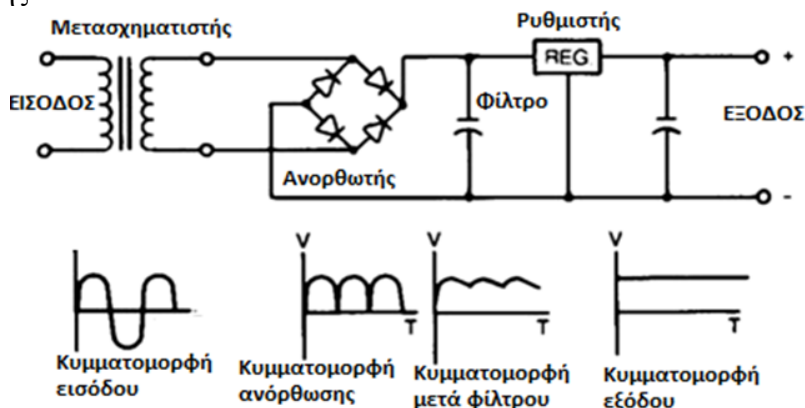 Μετασχηματιστής
Ρυθμιστής
REG.
+
ΕΙΣΟΔΟΣ
Φίλτρο
ΕΞΟΔΟΣ
Ανορθωτής
-
V
V
V
T
T
T
Κυμματομορφή
εισόδου
Κυμματομορφή
ανόρθωσης
Κυμματομορφή
μετά φίλτρου
Κυμματομορφή
εξόδου